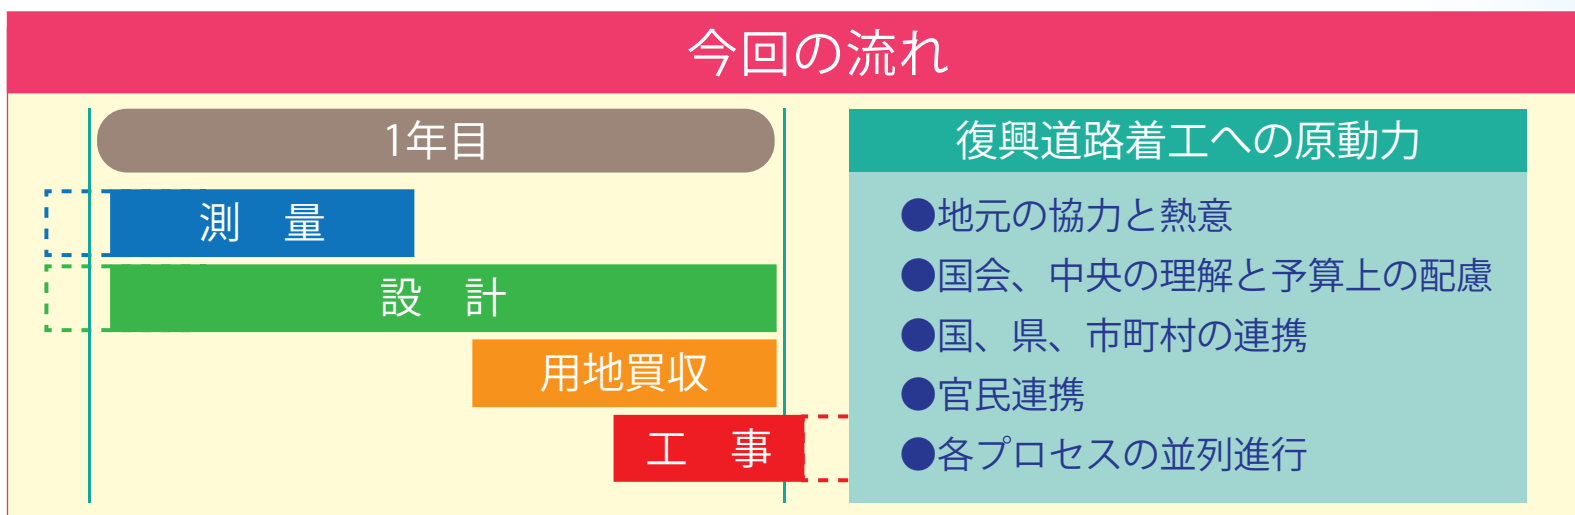 今回の流れ
1年目
測　量
設　計
用地買収
工　事
復興道路着工への原動力
●地元の協力と熱意
●国会、中央の理解と予算上の配慮
●国、県、市町村の連携
●官民連携
●各プロセスの並列進行